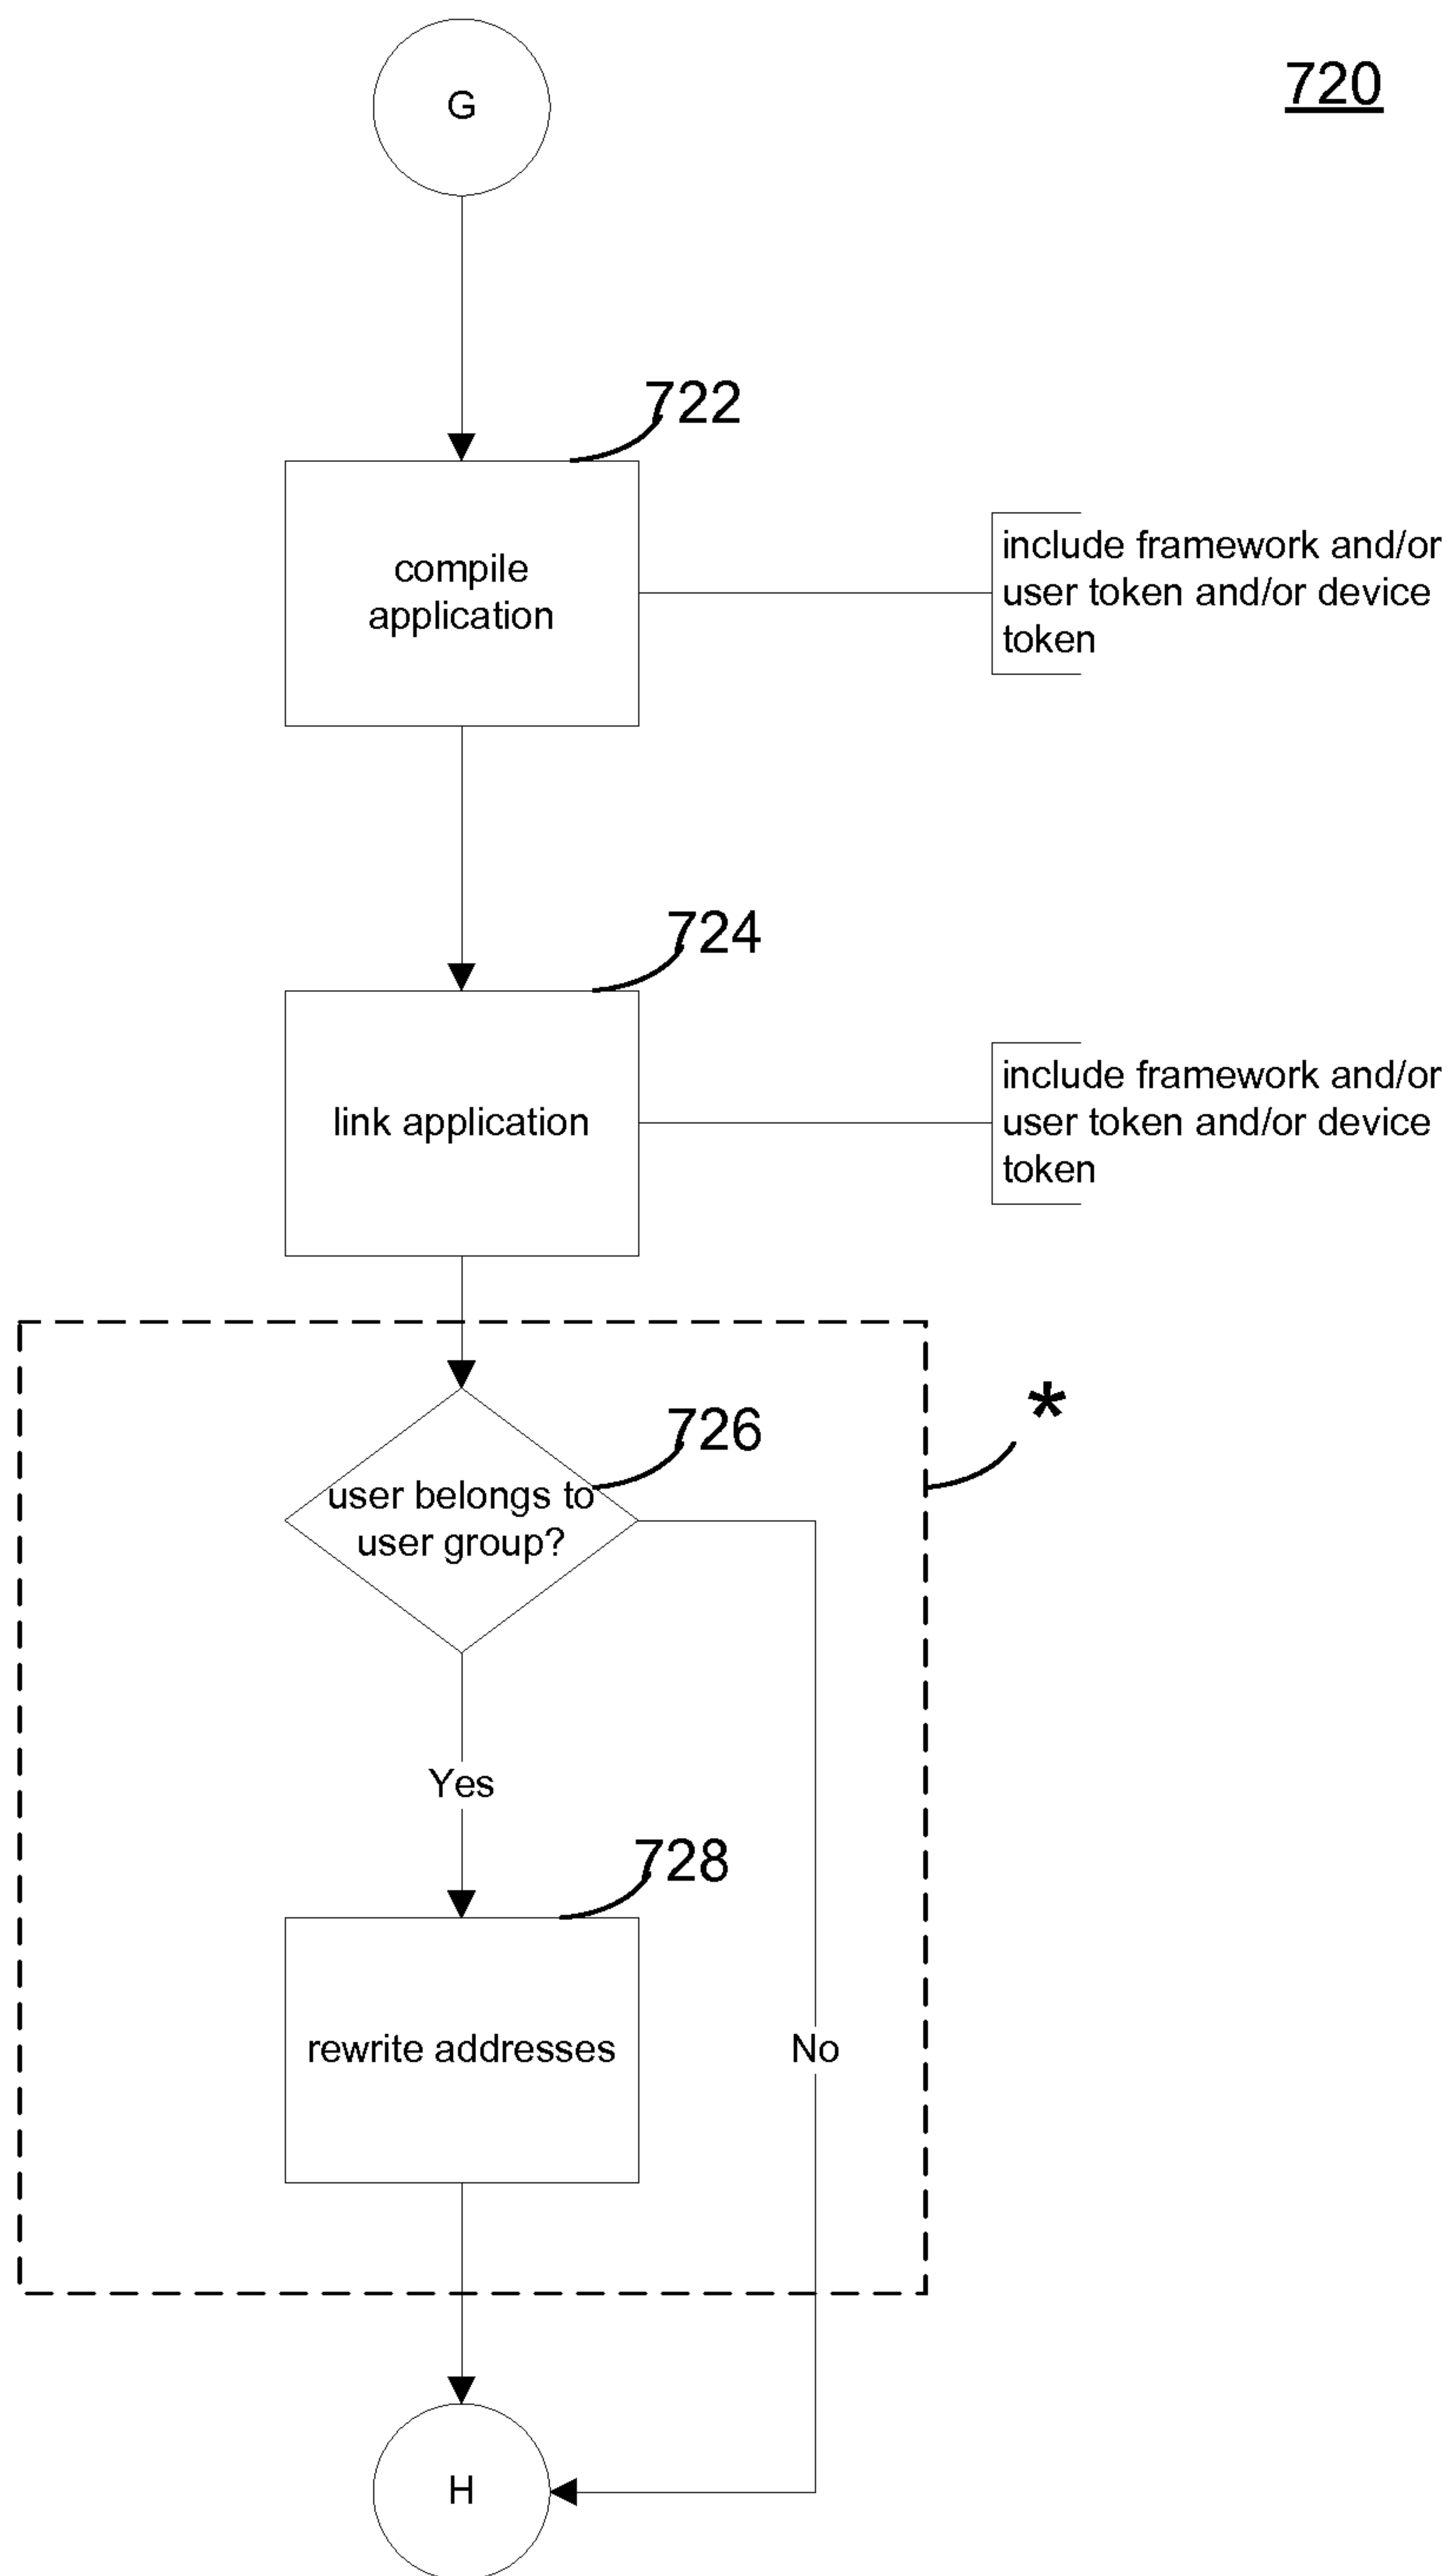 G
720
722
compile
application
include framework and/or
user token and/or device
token
724
link application
include framework and/or
user token and/or device
token
*
726
user belongs to
user group?
Yes
728
rewrite addresses
No
H